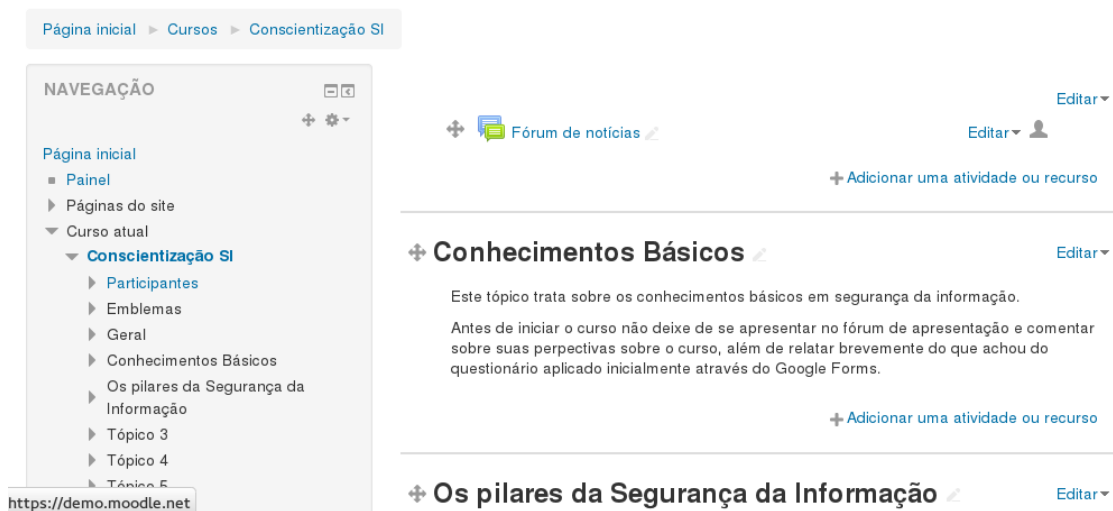 Página inicial ► Cursos ► Conscientização SI
NAVEGAÇÃO
Página inicial
Painel
Páginas do site
Curso atual
Conscientização SI
Participantes
Emblemas
Geral
Conhecimentos Básicos
Os pilares da Segurança da
Informação
Tópico 3
Tópico 4
Tópico 5
https://demo.moodle.net
Editar
Fórum de notícias
Editar
Adicionar uma atividade ou recurso
Conhecimentos Básicos
Editar
Este tópico trata sobre os conhecimentos básicos em segurança da informação.
Antes de iniciar o curso não deixe de se apresentar no fórum de apresentação e comentar
sobre suas perpectivas sobre o curso, além de relatar brevemente do que achou do
questionário aplicado inicialmente através do Google Forms.
Adicionar uma atividade ou recurso
Os pilares da Segurança da Informação
Editar